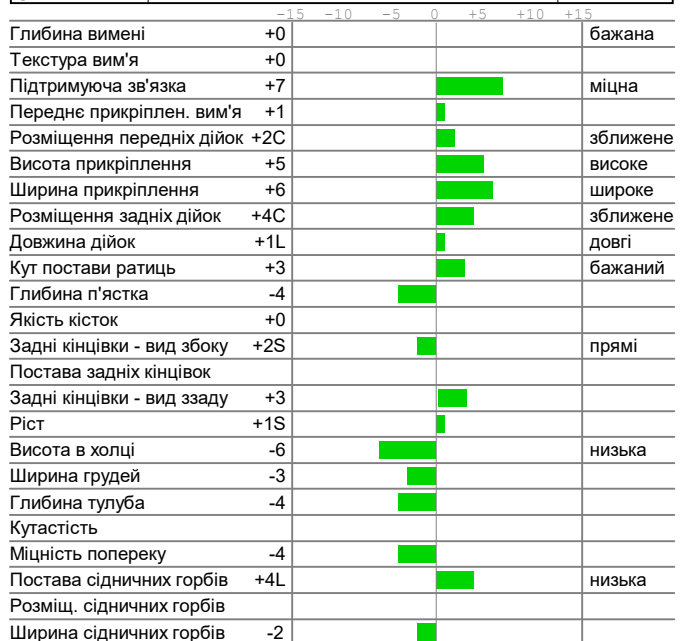 -15 -10 -5 0 +5 +10 +15
Глибина вимені +0 бажана
Текстура вим'я +0
Підтримуюча зв'язка +7 міцна
Переднє прикріплен. вим'я +1
Розміщення передніх дійок +2C зближене
Висота прикріплення +5 високе
Ширина прикріплення +6 широке
Розміщення задніх дійок +4C зближене
Довжина дійок +1L довгі
Кут постави ратиць +3 бажаний
Глибина п'ястка -4
Якість кісток +0
Задні кінцівки - вид збоку +2S прямі
Постава задніх кінцівок
Задні кінцівки - вид ззаду +3
Ріст +1S
Висота в холці -6 низька
Ширина грудей -3
Глибина тулуба -4
Кутастість
Міцність попереку -4
Постава сідничних горбів +4L низька
Розміщ. сідничних горбів
Ширина сідничних горбів -2